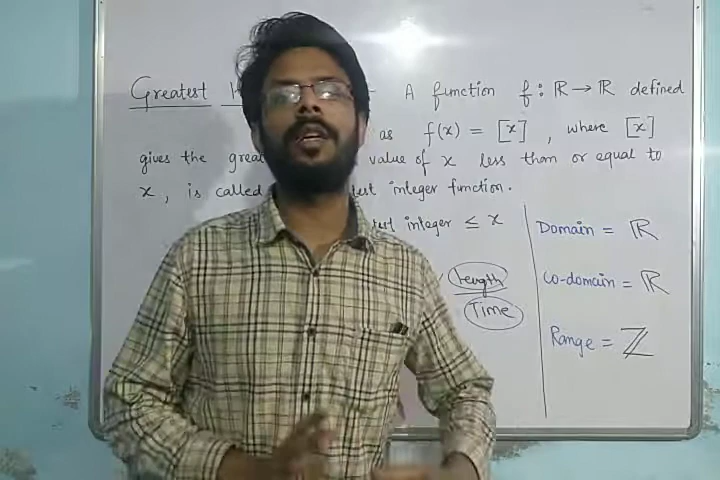 Greatest A function f : ℝ → ℝ defined
as f(x) = [x] , where [x]
gives the value of x less than or equal to
x , is called integer function.
integer ≤ x
Length
Time
Domain = ℝ
Co-domain = ℝ
Range = ℤ